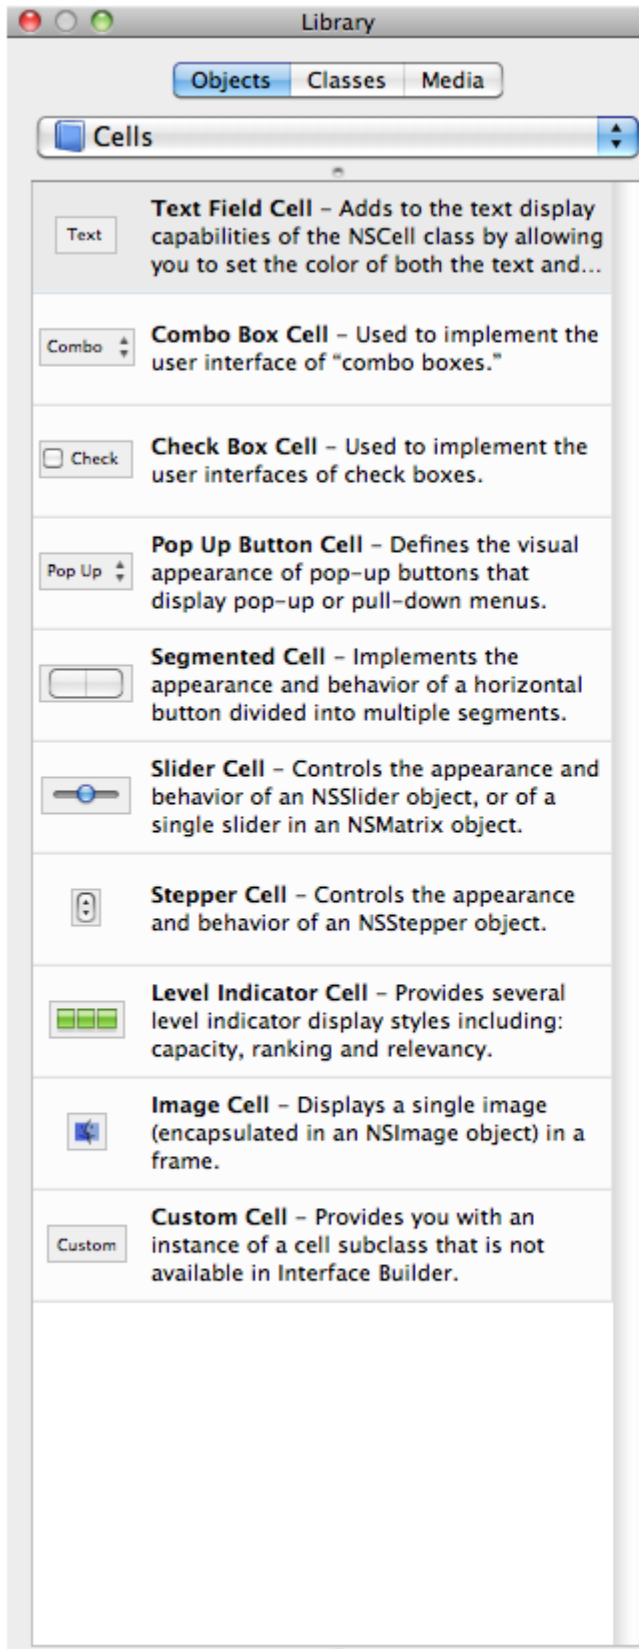 Library
Objects Classes Media
Cells
Text
Text Field Cell – Adds to the text display
capabilities of the NSCell class by allowing
you to set the color of both the text and...
Combo
Combo Box Cell – Used to implement the
user interface of “combo boxes.”
Check
Check Box Cell – Used to implement the
user interfaces of check boxes.
Pop Up
Pop Up Button Cell – Defines the visual
appearance of pop-up buttons that
display pop-up or pull-down menus.
Segmented Cell – Implements the
appearance and behavior of a horizontal
button divided into multiple segments.
Slider Cell – Controls the appearance and
behavior of an NSSlider object, or of a
single slider in an NSMatrix object.
Stepper Cell – Controls the appearance
and behavior of an NSStepper object.
Level Indicator Cell – Provides several
level indicator display styles including:
capacity, ranking and relevancy.
Image Cell – Displays a single image
(encapsulated in an NSImage object) in a
frame.
Custom
Custom Cell – Provides you with an
instance of a cell subclass that is not
available in Interface Builder.